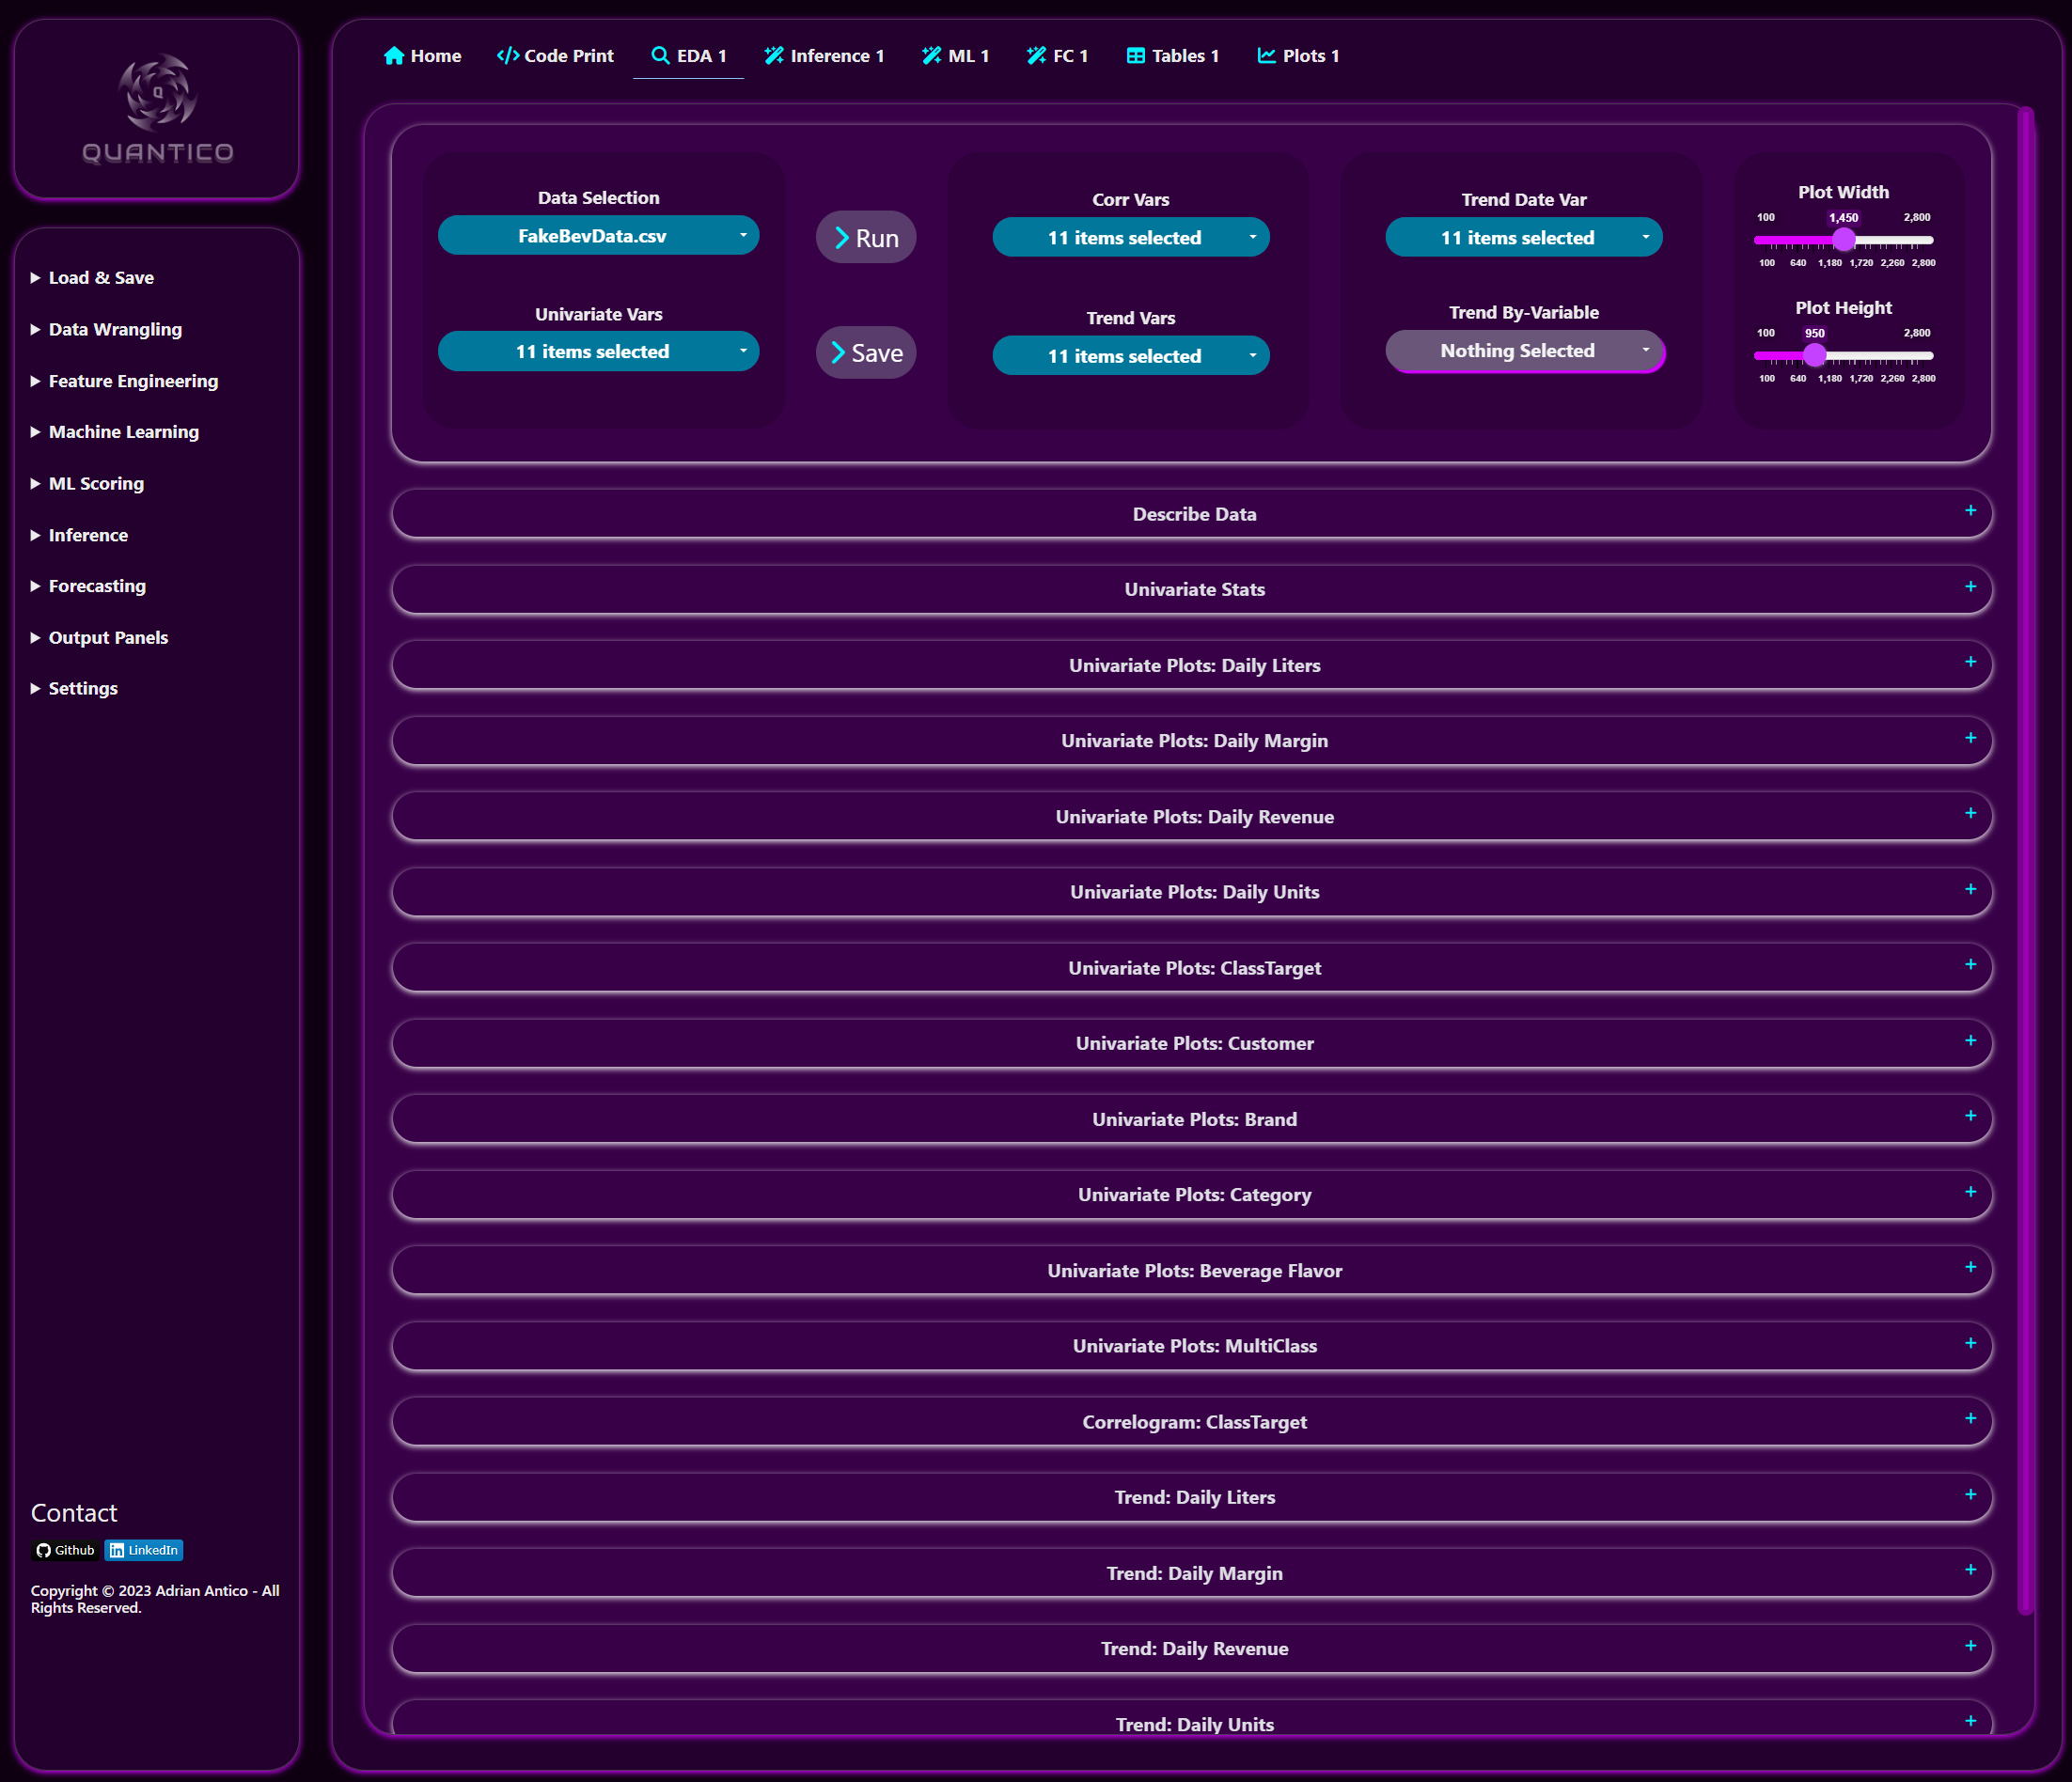 Q
QUANTICO
Load & Save
Data Wrangling
Feature Engineering
Machine Learning
ML Scoring
Inference
Forecasting
Output Panels
Settings
Contact
Github LinkedIn
Copyright © 2023 Adrian Antico - All
Rights Reserved.
Home Code Print EDA 1 Inference 1 ML 1 FC 1 Tables 1 Plots 1
Data Selection
FakeBevData.csv
Univariate Vars
11 items selected
Run
Save
Corr Vars
11 items selected
Trend Vars
11 items selected
Trend Date Var
11 items selected
Trend By-Variable
Nothing Selected
Plot Width
100 1,450 2,800
100 640 1,180 1,720 2,260 2,800
Plot Height
100 950 2,800
100 640 1,180 1,720 2,260 2,800
Describe Data +
Univariate Stats +
Univariate Plots: Daily Liters +
Univariate Plots: Daily Margin +
Univariate Plots: Daily Revenue +
Univariate Plots: Daily Units +
Univariate Plots: ClassTarget +
Univariate Plots: Customer +
Univariate Plots: Brand +
Univariate Plots: Category +
Univariate Plots: Beverage Flavor +
Univariate Plots: MultiClass +
Correlogram: ClassTarget +
Trend: Daily Liters +
Trend: Daily Margin +
Trend: Daily Revenue +
Trend: Daily Units +